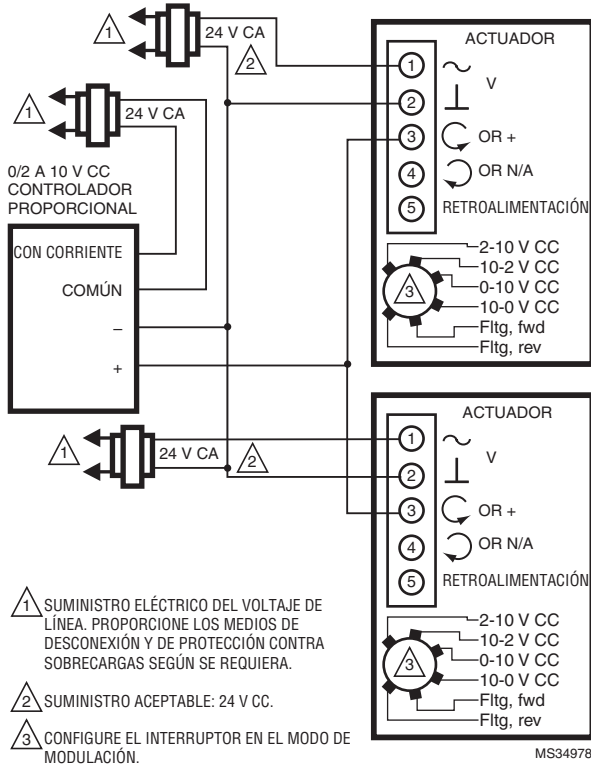 1
24 V CA
2
1
24 V CA
0/2 A 10 V CC
CONTROLADOR
PROPORCIONAL
CON CORRIENTE
COMÚN
–
+
1
24 V CA
2
ACTUADOR
1
V
2
3 OR +
4 OR N/A
5 RETROALIMENTACIÓN
3
2-10 V CC
10-2 V CC
0-10 V CC
10-0 V CC
Fltg, fwd
Fltg, rev
ACTUADOR
1
V
2
3 OR +
4 OR N/A
5 RETROALIMENTACIÓN
3
2-10 V CC
10-2 V CC
0-10 V CC
10-0 V CC
Fltg, fwd
Fltg, rev
1 SUMINISTRO ELÉCTRICO DEL VOLTAJE DE
LÍNEA. PROPORCIONE LOS MEDIOS DE
DESCONEXIÓN Y DE PROTECCIÓN CONTRA
SOBRECARGAS SEGÚN SE REQUIERA.
2 SUMINISTRO ACEPTABLE: 24 V CC.
3 CONFIGURE EL INTERRUPTOR EN EL MODO DE
MODULACIÓN.
MS34978